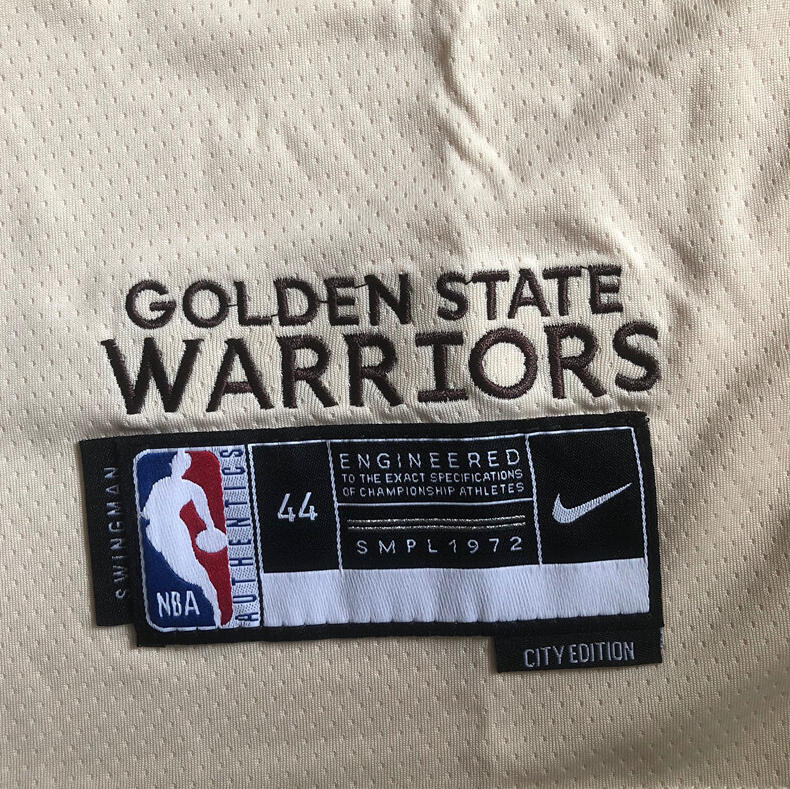 GOLDEN STATE
WARRIORS
SWINGMAN
NBA
AUTHENTICS
44
ENGINEERED
TO THE EXACT SPECIFICATIONS
OF CHAMPIONSHIP ATHLETES
SMPL1972
CITY EDITION